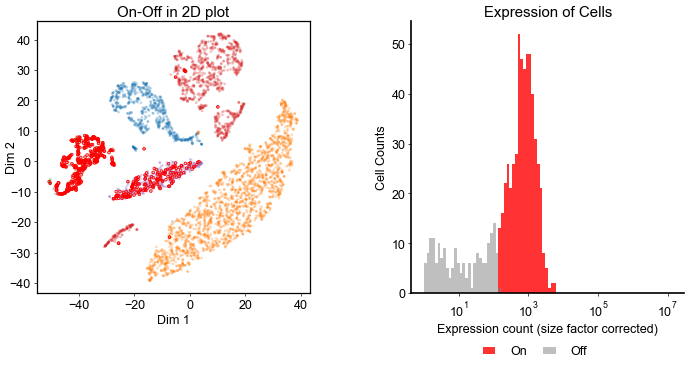 On-Off in 2D plot
Expression of Cells
Dim 2
40
30
20
10
0
−10
−20
−30
−40
−40 −20 0 20 40
Dim 1
Cell Counts
50
40
30
20
10
0
10^1 10^3 10^5 10^7
Expression count (size factor corrected)
On Off